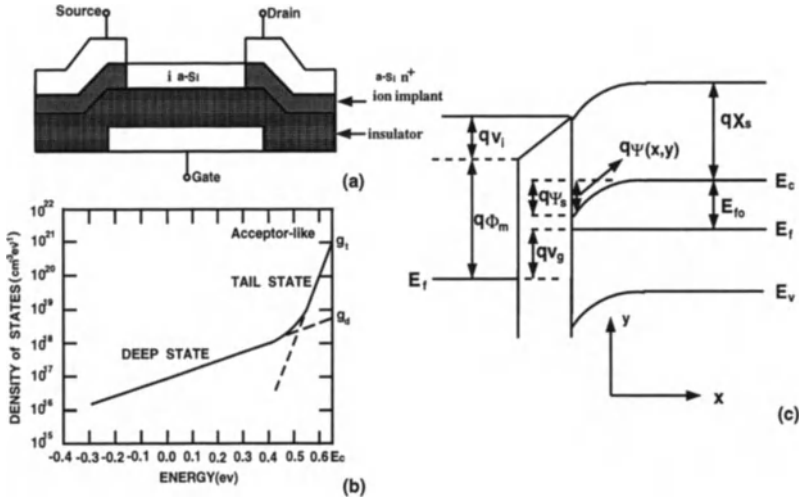 Source
Drain
i a-Si
a-Si n+
ion implant
insulator
Gate
(a)
DENSITY of STATES (cm-3ev-1)
10^22
10^21
10^20
10^19
10^18
10^17
10^16
10^15
Acceptor-like
TAIL STATE
DEEP STATE
gt
gd
-0.4 -0.3 -0.2 -0.1 0.0 0.1 0.2 0.3 0.4 0.5 0.6 Ec
ENERGY(ev)
(b)
qvi
qΦm
Ef
qΨs
qvg
qΨ(x,y)
qχs
Efo
Ec
Ef
Ev
y
x
(c)